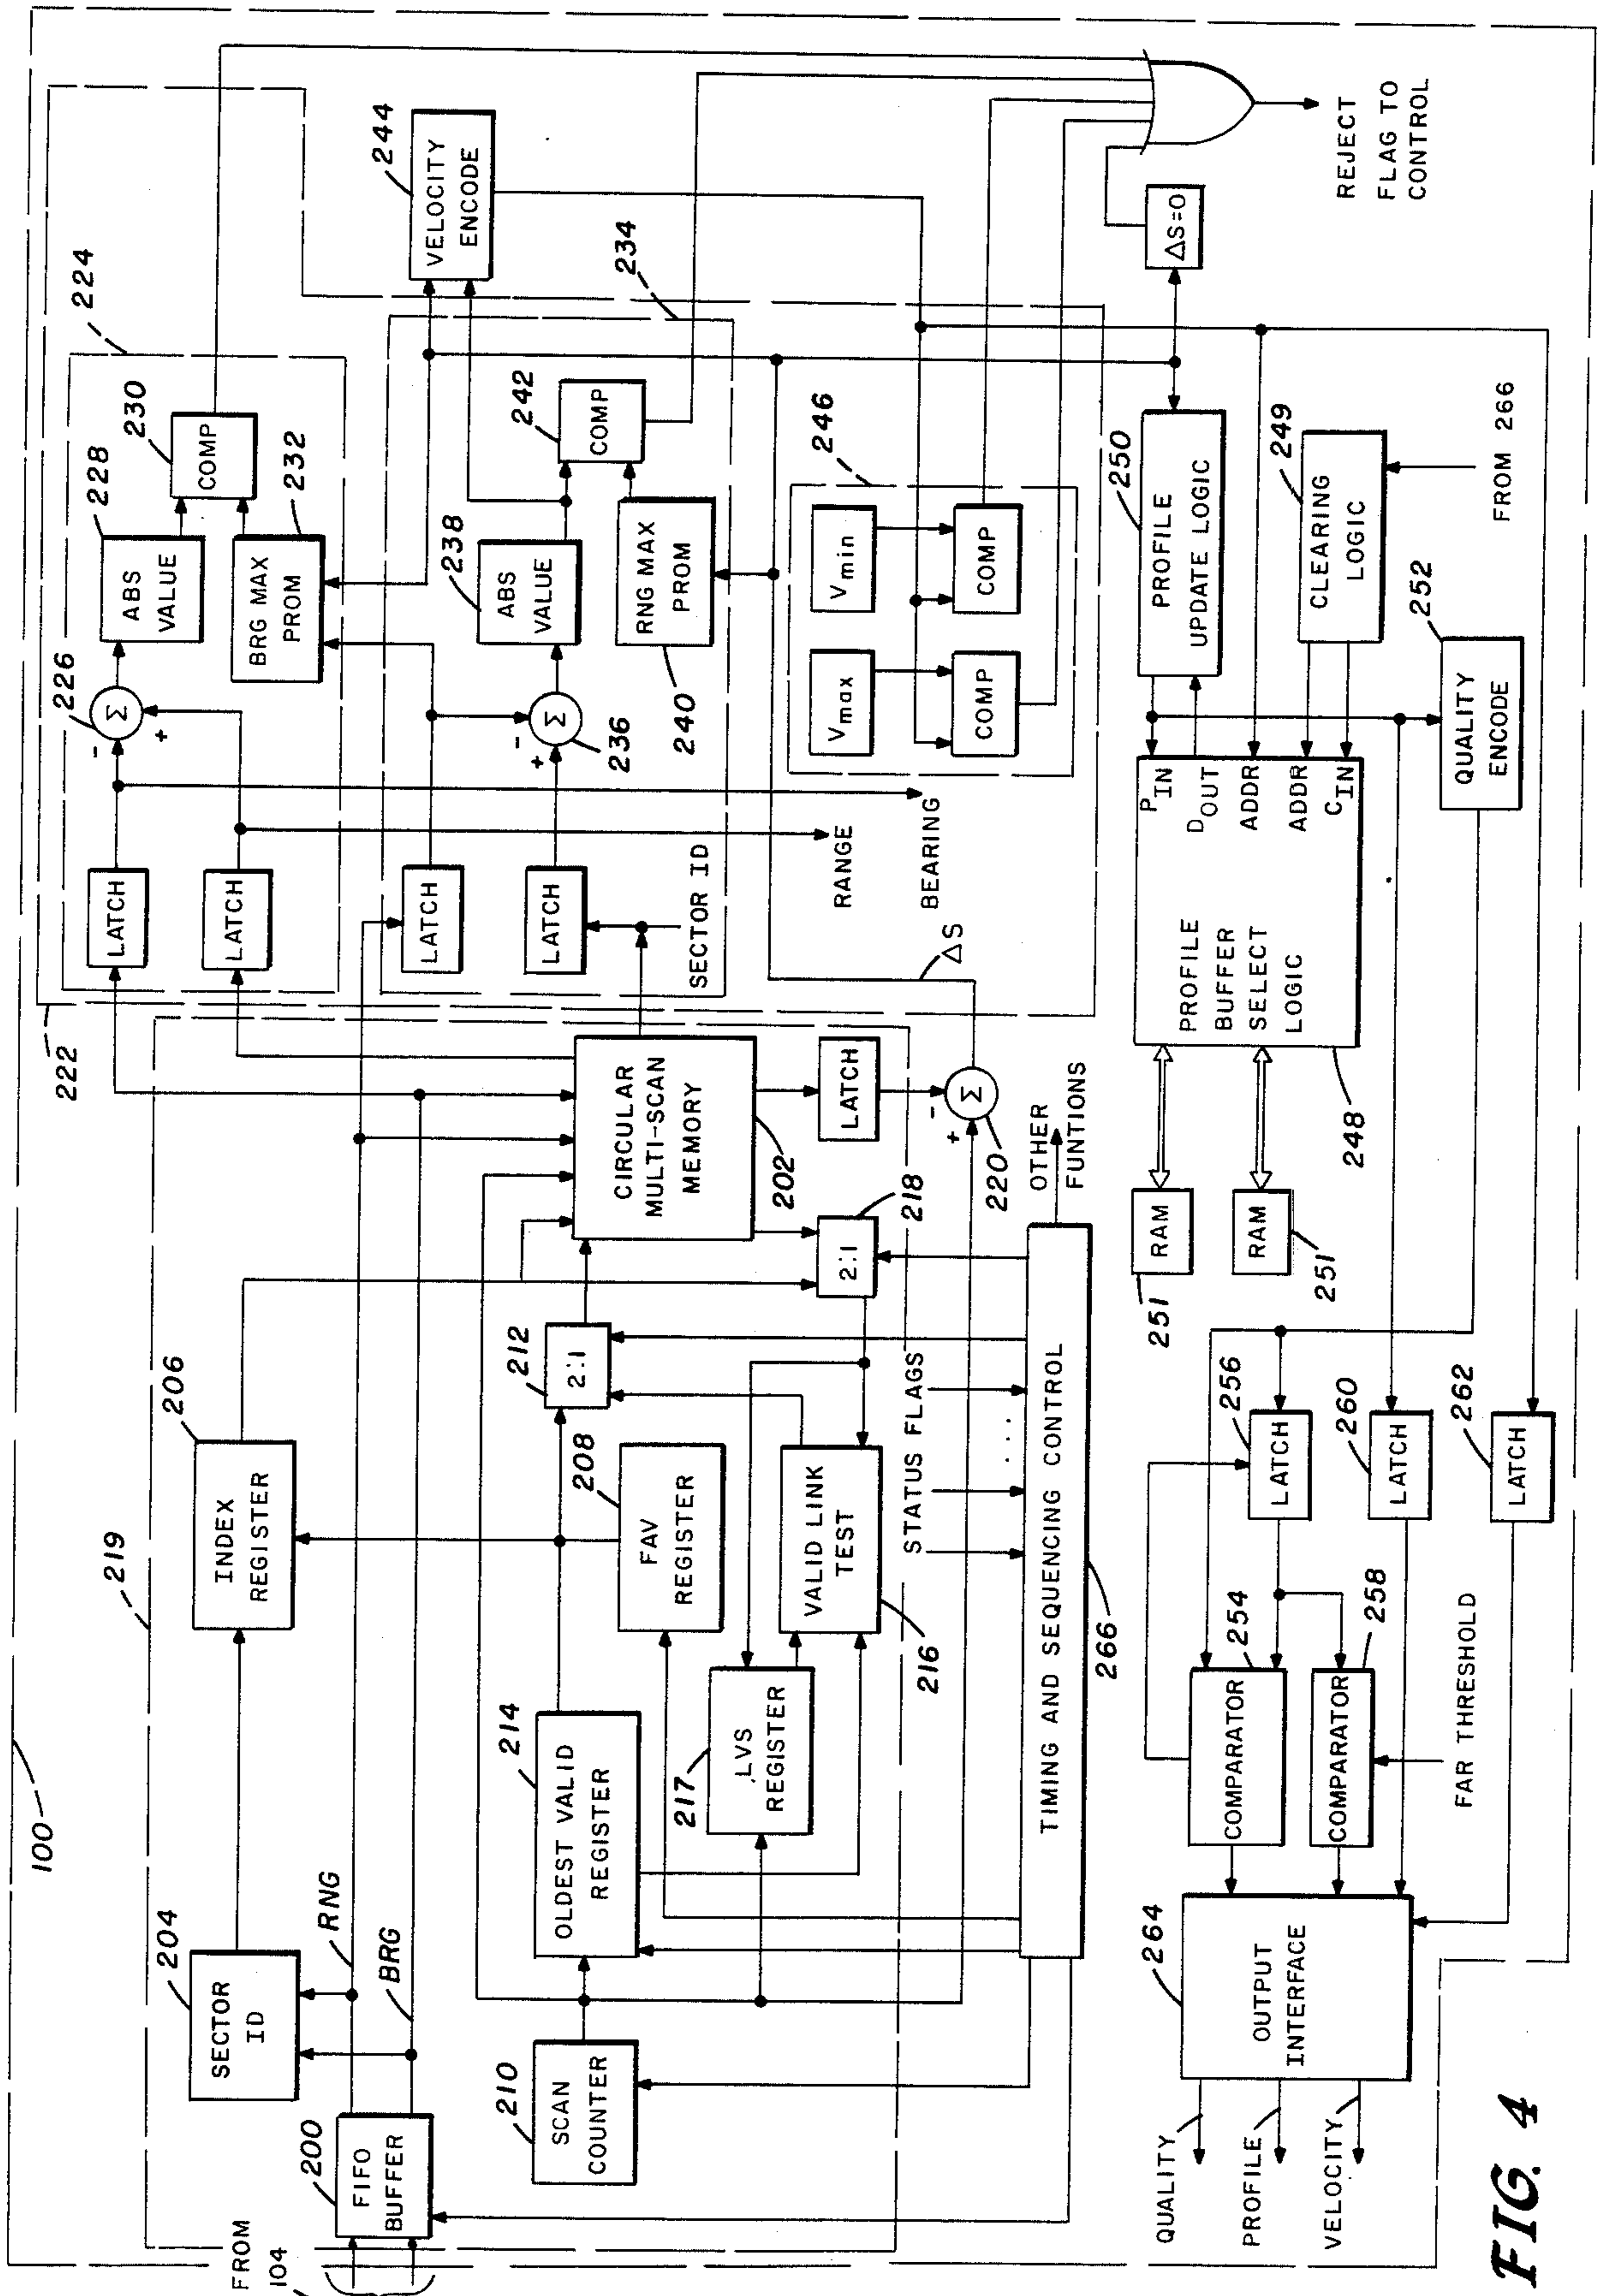 100
219
222
FROM
104
200
FIFO
BUFFER
204
SECTOR
ID
RNG
BRG
206
INDEX
REGISTER
210
SCAN
COUNTER
214
OLDEST VALID
REGISTER
208
FAV
REGISTER
212
2:1
217
LVS
REGISTER
216
VALID LINK
TEST
218
2:1
202
CIRCULAR
MULTI-SCAN
MEMORY
LATCH
220
Σ
-
+
ΔS
STATUS FLAGS
....
TIMING AND SEQUENCING CONTROL
266
OTHER
FUNTIONS
224
LATCH
LATCH
226
Σ
-
+
228
ABS
VALUE
230
COMP
232
BRG MAX
PROM
234
LATCH
LATCH
SECTOR ID
236
Σ
-
+
238
ABS
VALUE
240
RNG MAX
PROM
242
COMP
244
VELOCITY
ENCODE
RANGE
BEARING
246
Vmax
Vmin
COMP
COMP
ΔS=0
REJECT
FLAG TO
CONTROL
250
PROFILE
UPDATE LOGIC
249
CLEARING
LOGIC
FROM 266
252
QUALITY
ENCODE
248
PROFILE
BUFFER
SELECT
LOGIC
PIN
DOUT
ADDR
ADDR
CIN
251
RAM
RAM
251
256
LATCH
260
LATCH
262
LATCH
254
COMPARATOR
258
COMPARATOR
FAR THRESHOLD
264
OUTPUT
INTERFACE
QUALITY
PROFILE
VELOCITY
FIG. 4